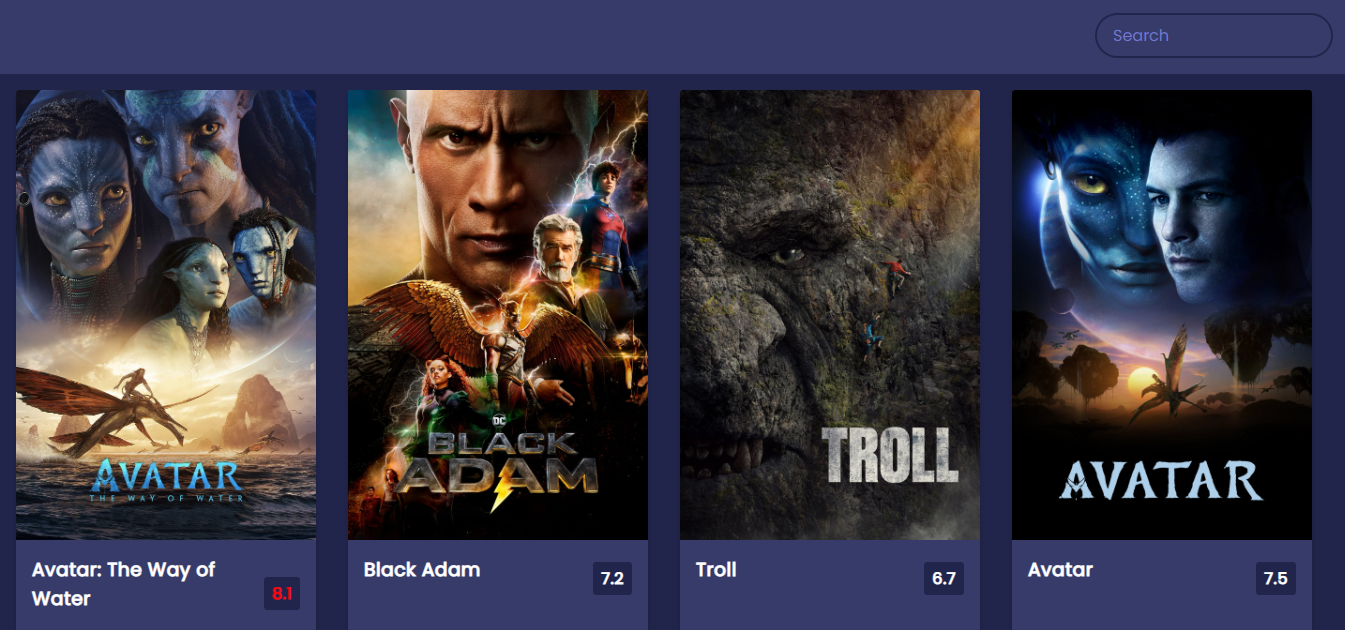 Search
AVATAR
THE WAY OF WATER
DC
BLACK
ADAM
TROLL
AVATAR
Avatar: The Way of
Water
8.1
Black Adam
7.2
Troll
6.7
Avatar
7.5